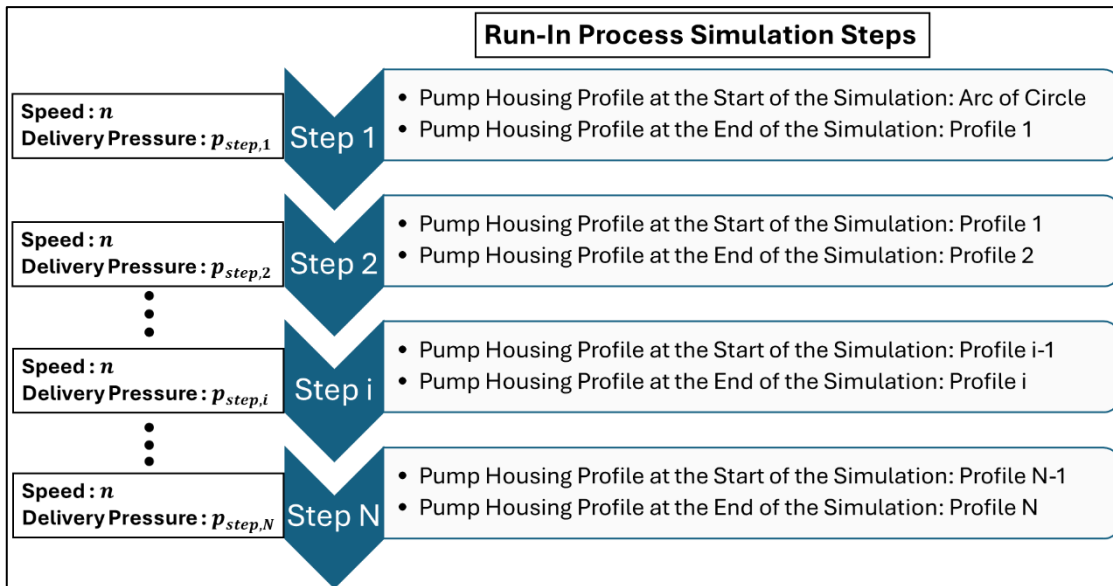 Run-In Process Simulation Steps
Speed : n
Delivery Pressure : p_step,1
Step 1
• Pump Housing Profile at the Start of the Simulation: Arc of Circle
• Pump Housing Profile at the End of the Simulation: Profile 1
Speed : n
Delivery Pressure : p_step,2
Step 2
• Pump Housing Profile at the Start of the Simulation: Profile 1
• Pump Housing Profile at the End of the Simulation: Profile 2
Speed : n
Delivery Pressure : p_step,i
Step i
• Pump Housing Profile at the Start of the Simulation: Profile i-1
• Pump Housing Profile at the End of the Simulation: Profile i
Speed : n
Delivery Pressure : p_step,N
Step N
• Pump Housing Profile at the Start of the Simulation: Profile N-1
• Pump Housing Profile at the End of the Simulation: Profile N